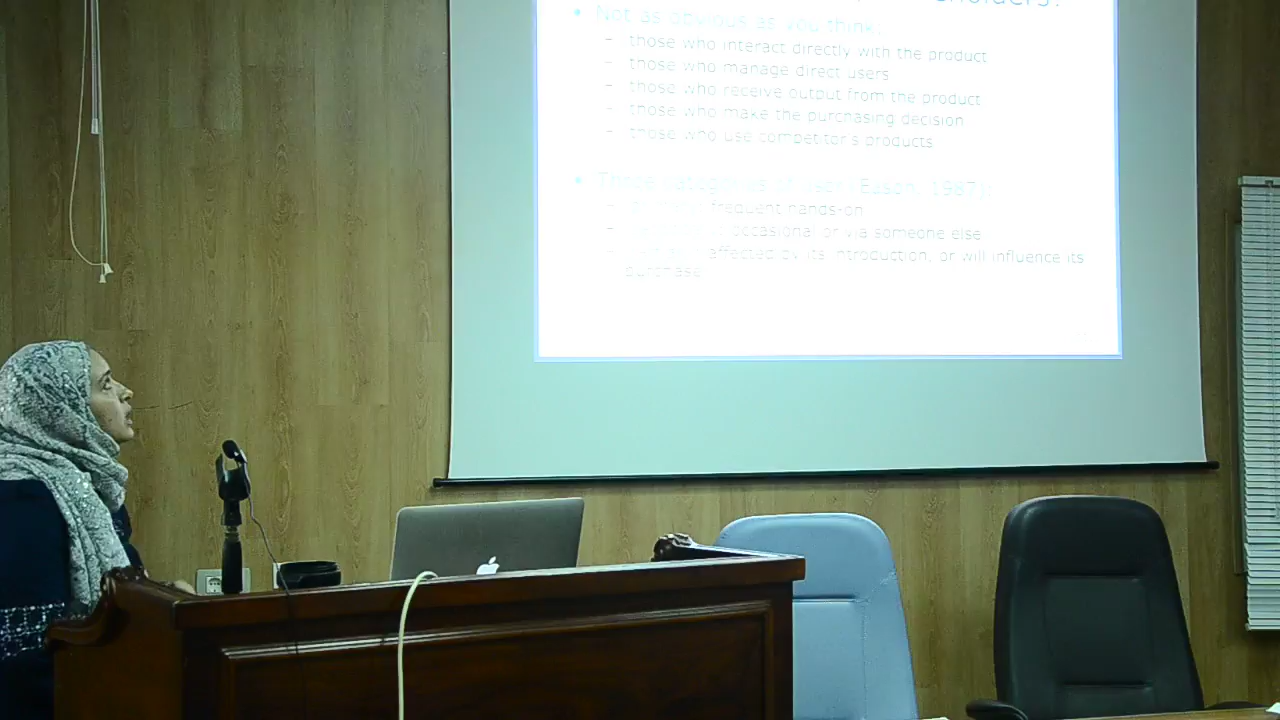 • Not as obvious as you think:
– those who interact directly with the product
– those who manage direct users
– those who receive output from the product
– those who make the purchasing decision
– those who use competitor's products
• Three categories of user (Eason, 1987):
– frequent hands-on
– occasional or via someone else
– affected by its introduction, or will influence its
purchase